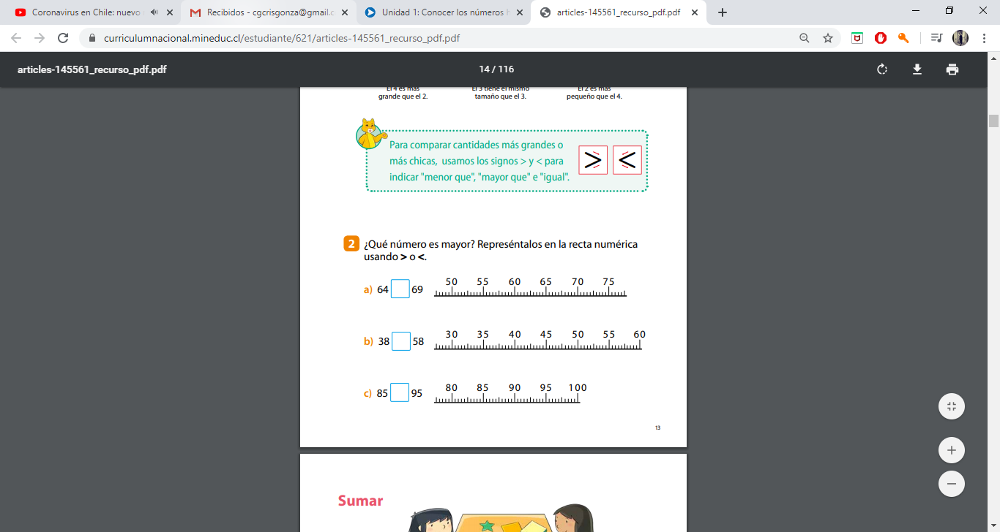 Coronavirus en Chile: nuevo
Recibidos - cgcrisgonza@gmail.c
Unidad 1: Conocer los números h
articles-145561_recurso_pdf.pdf
curriculumnacional.mineduc.cl/estudiante/621/articles-145561_recurso_pdf.pdf
articles-145561_recurso_pdf.pdf
14 / 116
El 4 es más
grande que el 2.
El 3 tiene el mismo
tamaño que el 3.
El 2 es más
pequeño que el 4.
Para comparar cantidades más grandes o
más chicas, usamos los signos > y < para
indicar "menor que", "mayor que" e "igual".
> <
2 ¿Qué número es mayor? Represéntalos en la recta numérica
usando > o <.
50 55 60 65 70 75
a) 64 69
30 35 40 45 50 55 60
b) 38 58
80 85 90 95 100
c) 85 95
13
Sumar